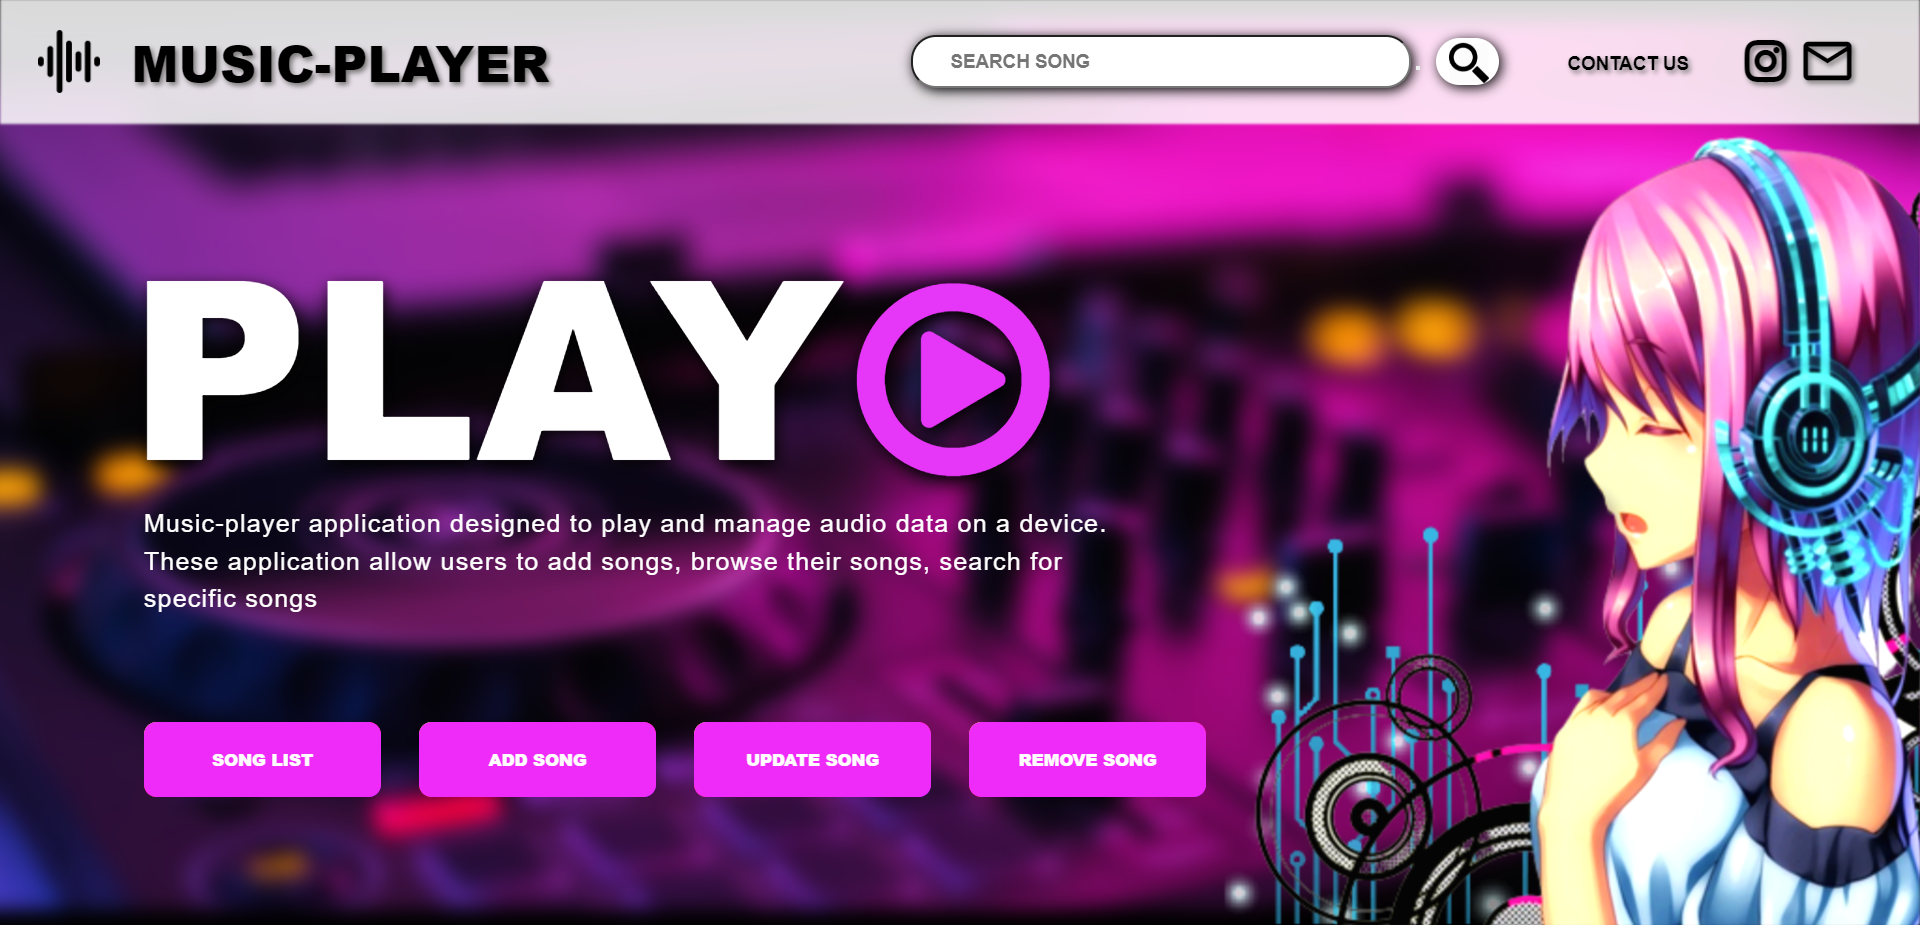 MUSIC-PLAYER
SEARCH SONG
CONTACT US
PLAY
Music-player application designed to play and manage audio data on a device.
These application allow users to add songs, browse their songs, search for
specific songs
SONG LIST
ADD SONG
UPDATE SONG
REMOVE SONG